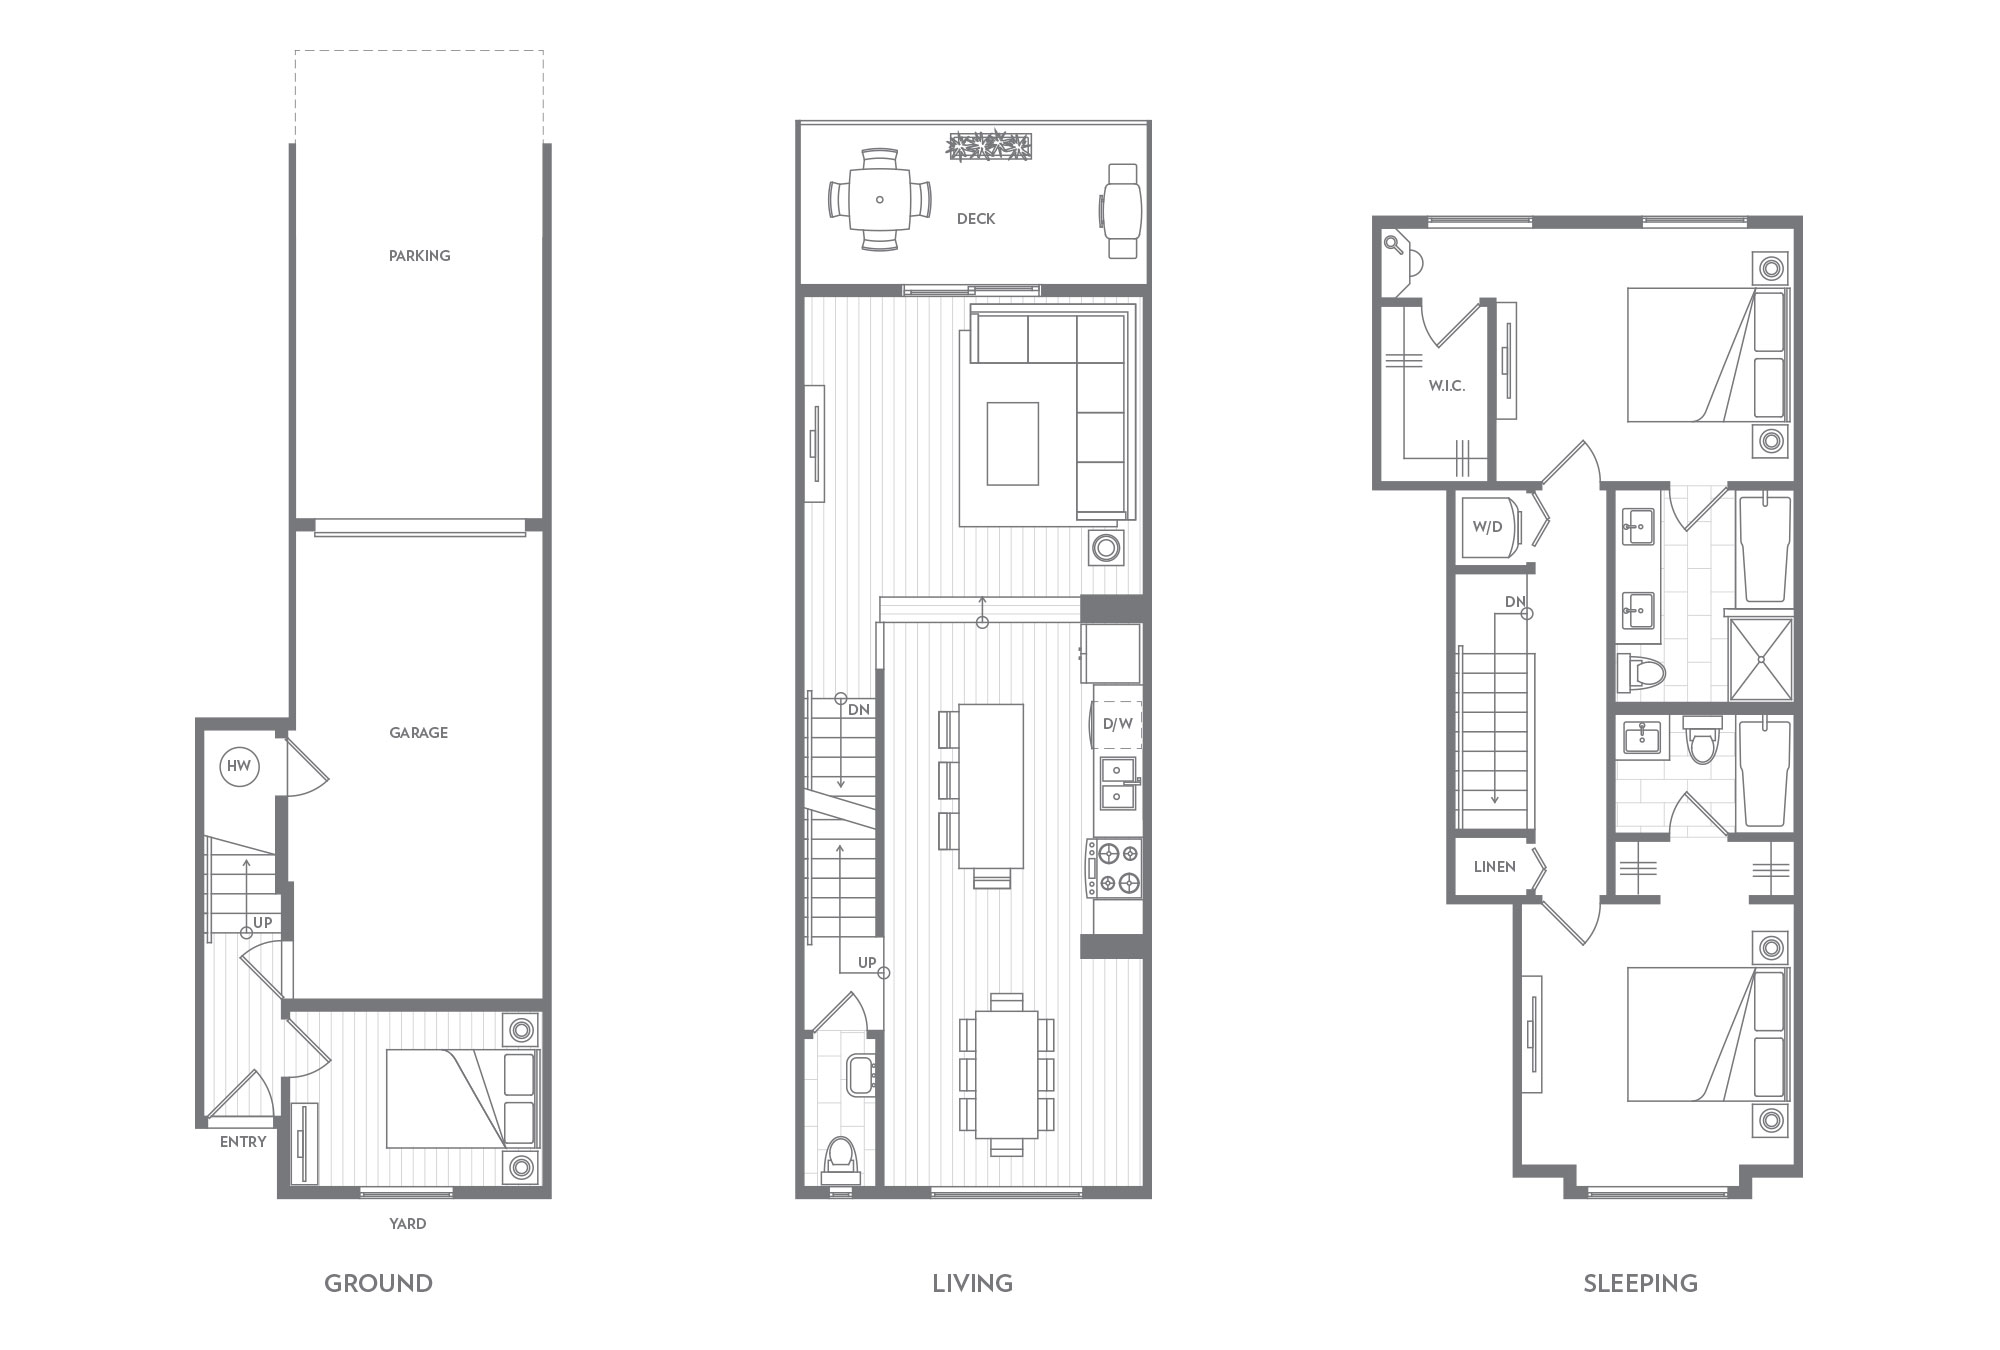 PARKING
GARAGE
HW
UP
ENTRY
YARD
GROUND
DECK
DN
D/W
UP
LIVING
W.I.C.
W/D
DN
LINEN
SLEEPING